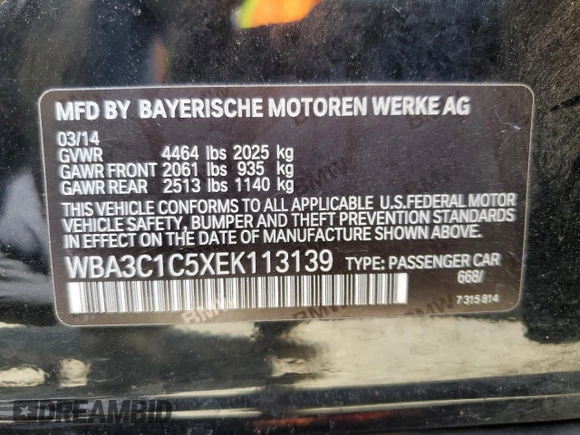 MFD BY BAYERISCHE MOTOREN WERKE AG
03/14
GVWR 4464 lbs 2025 kg
GAWR FRONT 2061 lbs 935 kg
GAWR REAR 2513 lbs 1140 kg
THIS VEHICLE CONFORMS TO ALL APPLICABLE U.S.FEDERAL MOTOR
VEHICLE SAFETY, BUMPER AND THEFT PREVENTION STANDARDS
IN EFFECT ON THE DATE OF MANUFACTURE SHOWN ABOVE.
WBA3C1C5XEK113139 TYPE: PASSENGER CAR
668/
7 315 814
DREAMBID